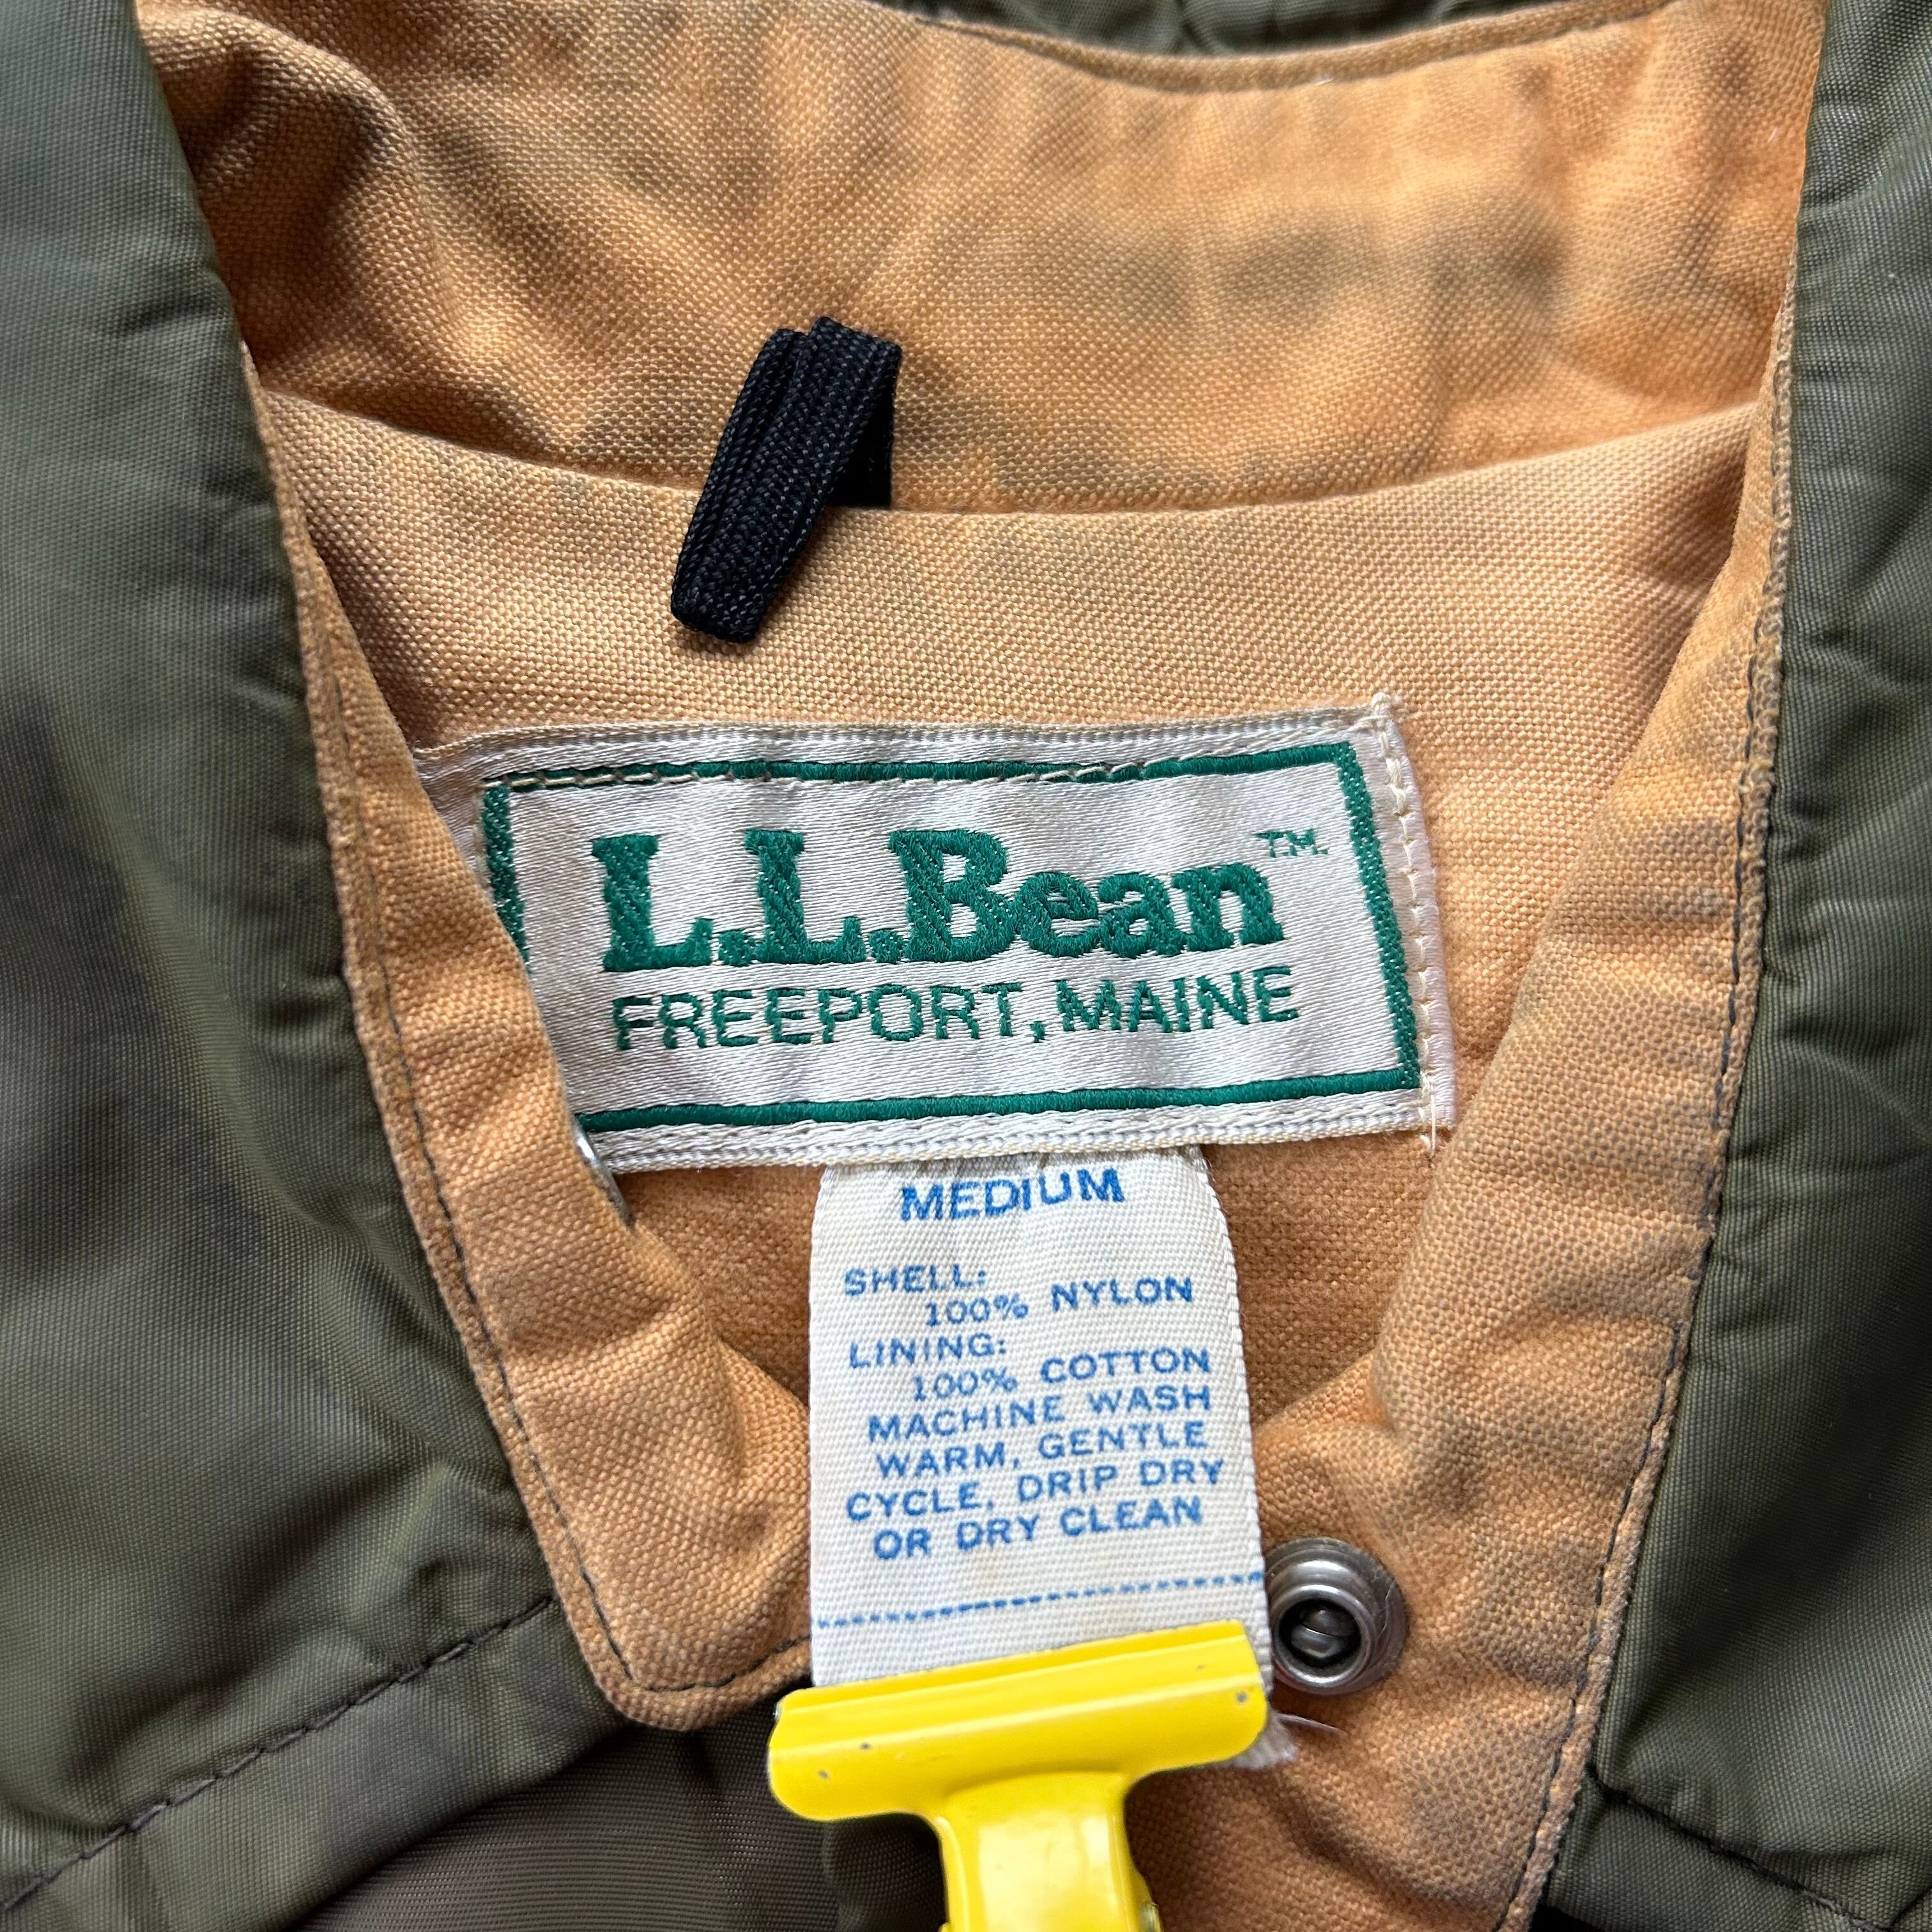 L.L.Bean T.M.
FREEPORT, MAINE
MEDIUM
SHELL:
100% NYLON
LINING:
100% COTTON
MACHINE WASH
WARM, GENTLE
CYCLE, DRIP DRY
OR DRY CLEAN